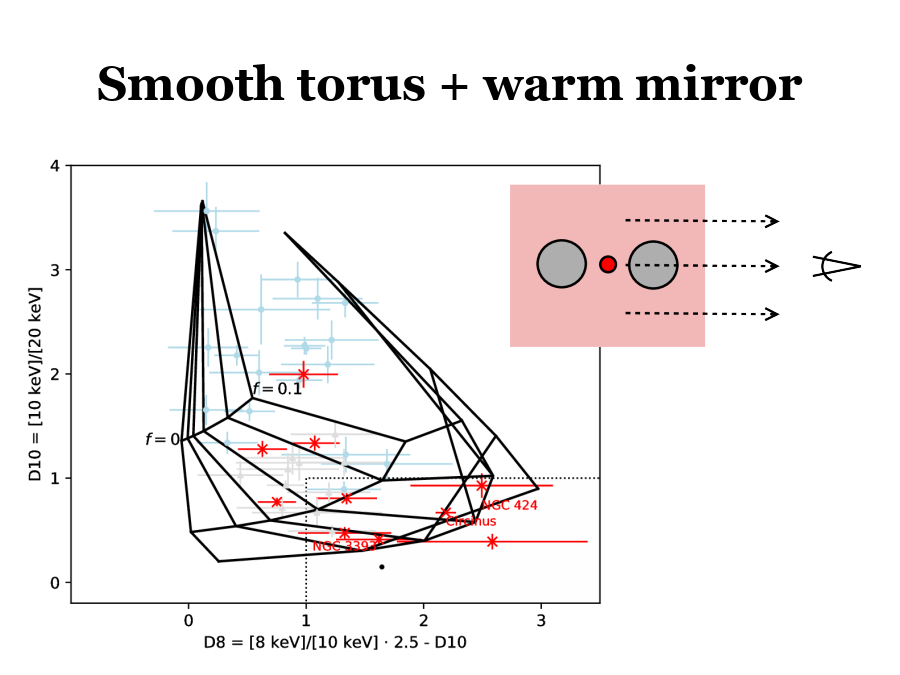 Smooth torus + warm mirror
4
3
2
1
0
f = 0.1
f = 0
NGC 424
Circinus
NGC 3393
0
1
2
3
D10 = [10 keV]/[20 keV]
D8 = [8 keV]/[10 keV] · 2.5 - D10